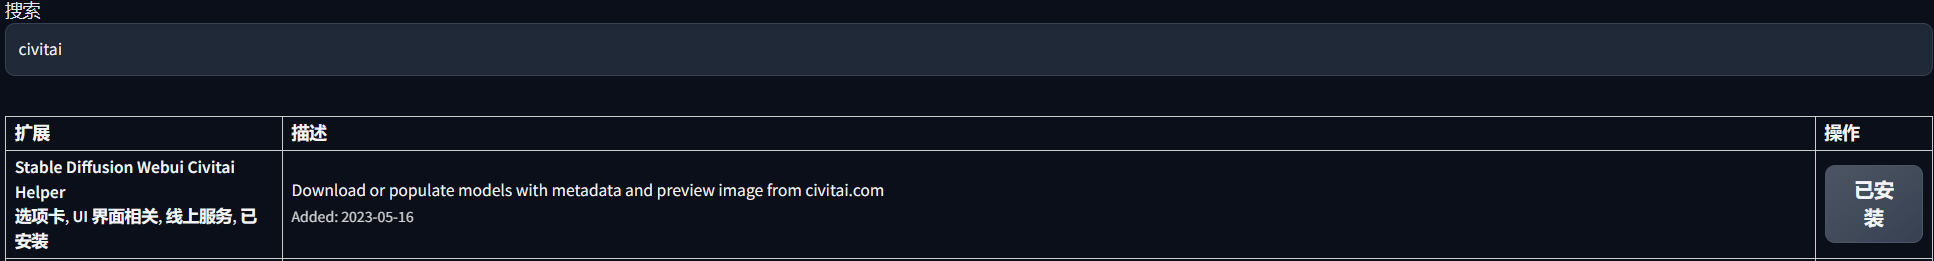 搜索
civitai
扩展
描述
操作
Stable Diffusion Webui Civitai
Helper
选项卡, UI 界面相关, 线上服务, 已
安装
Download or populate models with metadata and preview image from civitai.com
Added: 2023-05-16
已安
装